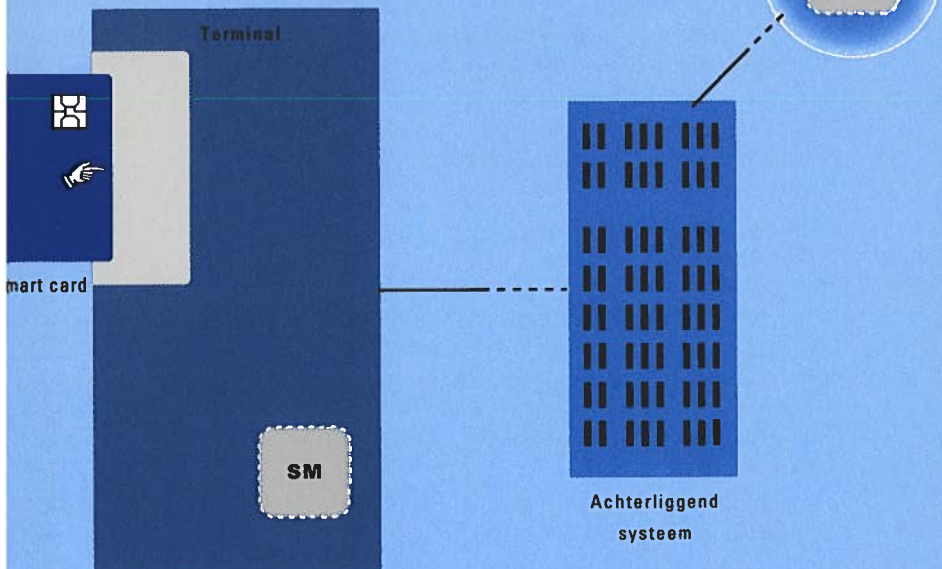 Terminal
mart card
SM
Achterliggend
systeem